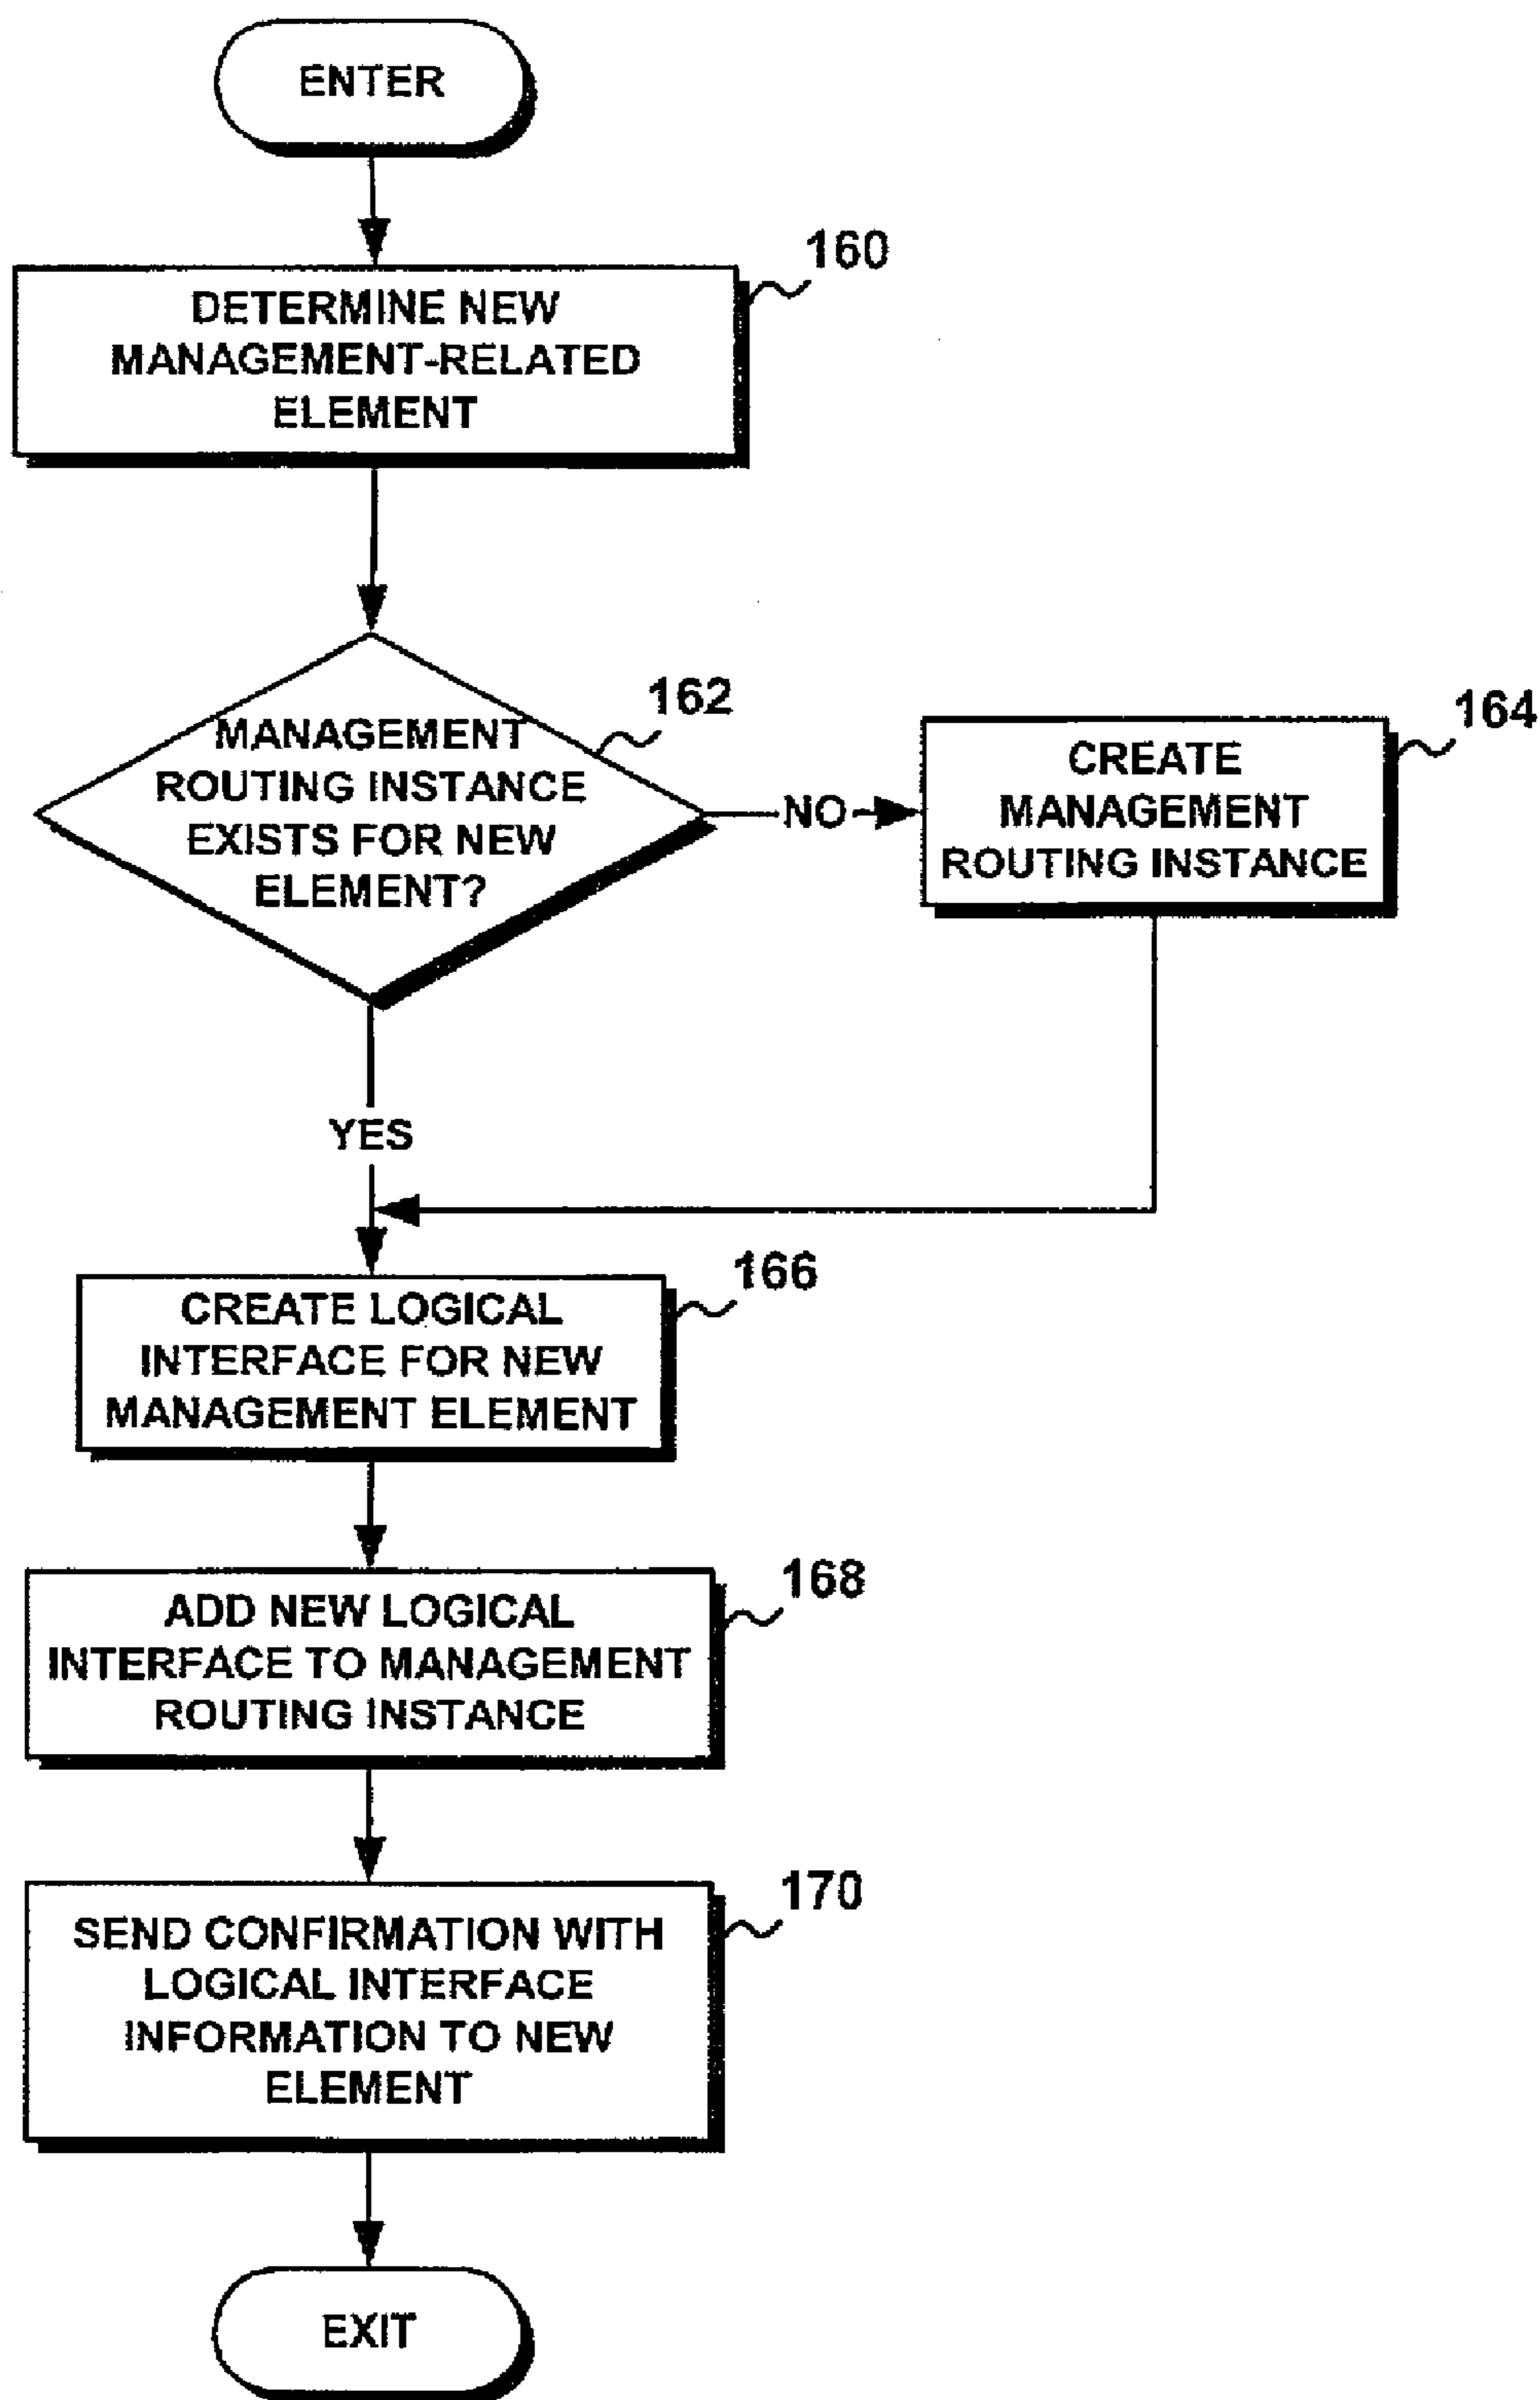 ENTER
160
DETERMINE NEW
MANAGEMENT-RELATED
ELEMENT
162
MANAGEMENT
ROUTING INSTANCE
EXISTS FOR NEW
ELEMENT?
NO
164
CREATE
MANAGEMENT
ROUTING INSTANCE
YES
166
CREATE LOGICAL
INTERFACE FOR NEW
MANAGEMENT ELEMENT
168
ADD NEW LOGICAL
INTERFACE TO MANAGEMENT
ROUTING INSTANCE
170
SEND CONFIRMATION WITH
LOGICAL INTERFACE
INFORMATION TO NEW
ELEMENT
EXIT